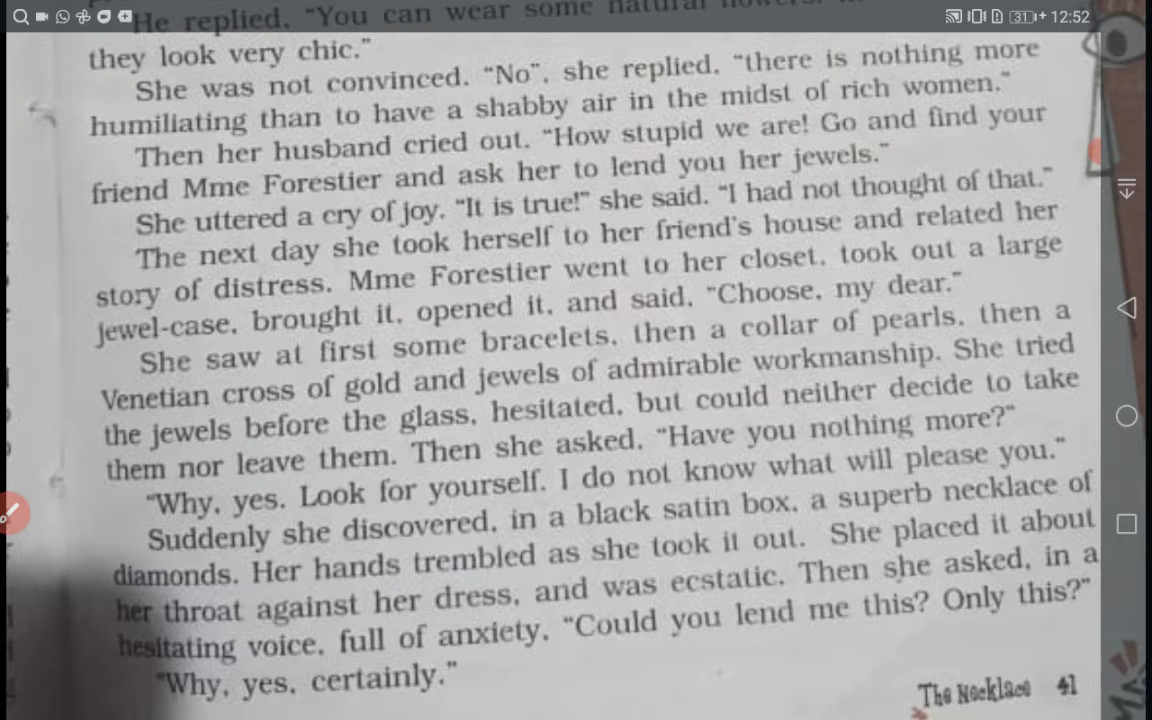 31 + 12:52
He replied, "You can wear some natural
they look very chic."
She was not convinced. "No", she replied, "there is nothing more
humiliating than to have a shabby air in the midst of rich women."
Then her husband cried out, "How stupid we are! Go and find your
friend Mme Forestier and ask her to lend you her jewels."
She uttered a cry of joy. "It is true!" she said. "I had not thought of that."
The next day she took herself to her friend's house and related her
story of distress. Mme Forestier went to her closet, took out a large
jewel-case, brought it, opened it, and said, "Choose, my dear."
She saw at first some bracelets, then a collar of pearls, then a
Venetian cross of gold and jewels of admirable workmanship. She tried
the jewels before the glass, hesitated, but could neither decide to take
them nor leave them. Then she asked, "Have you nothing more?"
"Why, yes. Look for yourself. I do not know what will please you."
Suddenly she discovered, in a black satin box, a superb necklace of
diamonds. Her hands trembled as she took it out. She placed it about
her throat against her dress, and was ecstatic. Then she asked, in a
hesitating voice, full of anxiety, "Could you lend me this? Only this?"
"Why, yes, certainly."
The Necklace 41